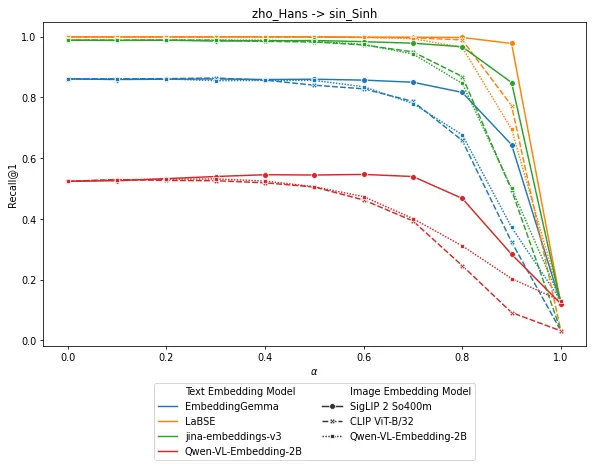 zho_Hans -> sin_Sinh
Recall@1
1.0
0.8
0.6
0.4
0.2
0.0
0.0 0.2 0.4 0.6 0.8 1.0
α
Text Embedding Model
EmbeddingGemma
LaBSE
jina-embeddings-v3
Qwen-VL-Embedding-2B
Image Embedding Model
SigLIP 2 So400m
CLIP ViT-B/32
Qwen-VL-Embedding-2B